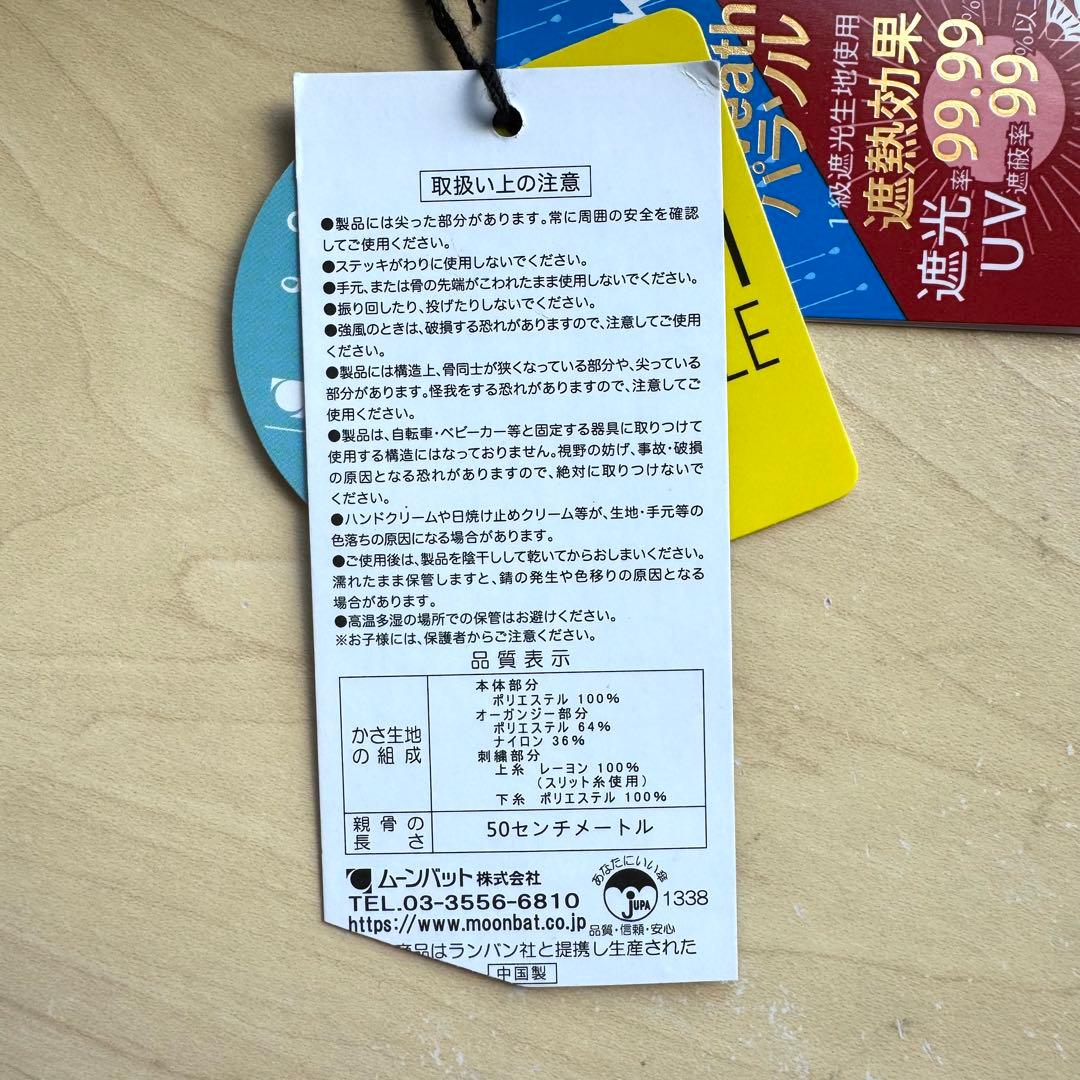 取扱い上の注意
●製品には尖った部分があります。常に周囲の安全を確認
してご使用ください。
●ステッキがわりに使用しないでください。
●手元、または骨の先端がこわれたまま使用しないでください。
●振り回したり、投げたりしないでください。
●強風のときは、破損する恐れがありますので、注意してご使用
ください。
●製品には構造上、骨同士が狭くなっている部分や、尖っている
部分があります。怪我をする恐れがありますので、注意してご
使用ください。
●製品は、自転車・ベビーカー等と固定する器具に取りつけて
使用する構造にはなっておりません。視野の妨げ、事故・破損
の原因となる恐れがありますので、絶対に取りつけないで
ください。
●ハンドクリームや日焼け止めクリーム等が、生地・手元等の
色落ちの原因になる場合があります。
●ご使用後は、製品を陰干しして乾いてからおしまいください。
濡れたまま保管しますと、錆の発生や色移りの原因となる
場合があります。
●高温多湿の場所での保管はお避けください。
※お子様には、保護者からご注意ください。
品質表示
かさ生地
の組成
本体部分
ポリエステル 100%
オーガンジー部分
ポリエステル 64%
ナイロン 36%
刺繍部分
上糸 レーヨン 100%
(スリット糸使用)
下糸 ポリエステル 100%
親骨の
長さ
50センチメートル
ムーンバット株式会社
TEL.03-3556-6810
https://www.moonbat.co.jp
あなたにいい傘
JUPA
1338
品質・信頼・安心
産品はランバン社と提携し生産された
中国製
eath
パラソル
1級遮光生地使用
遮熱効果
遮光率99.99%
UV遮蔽率99%以上
LE